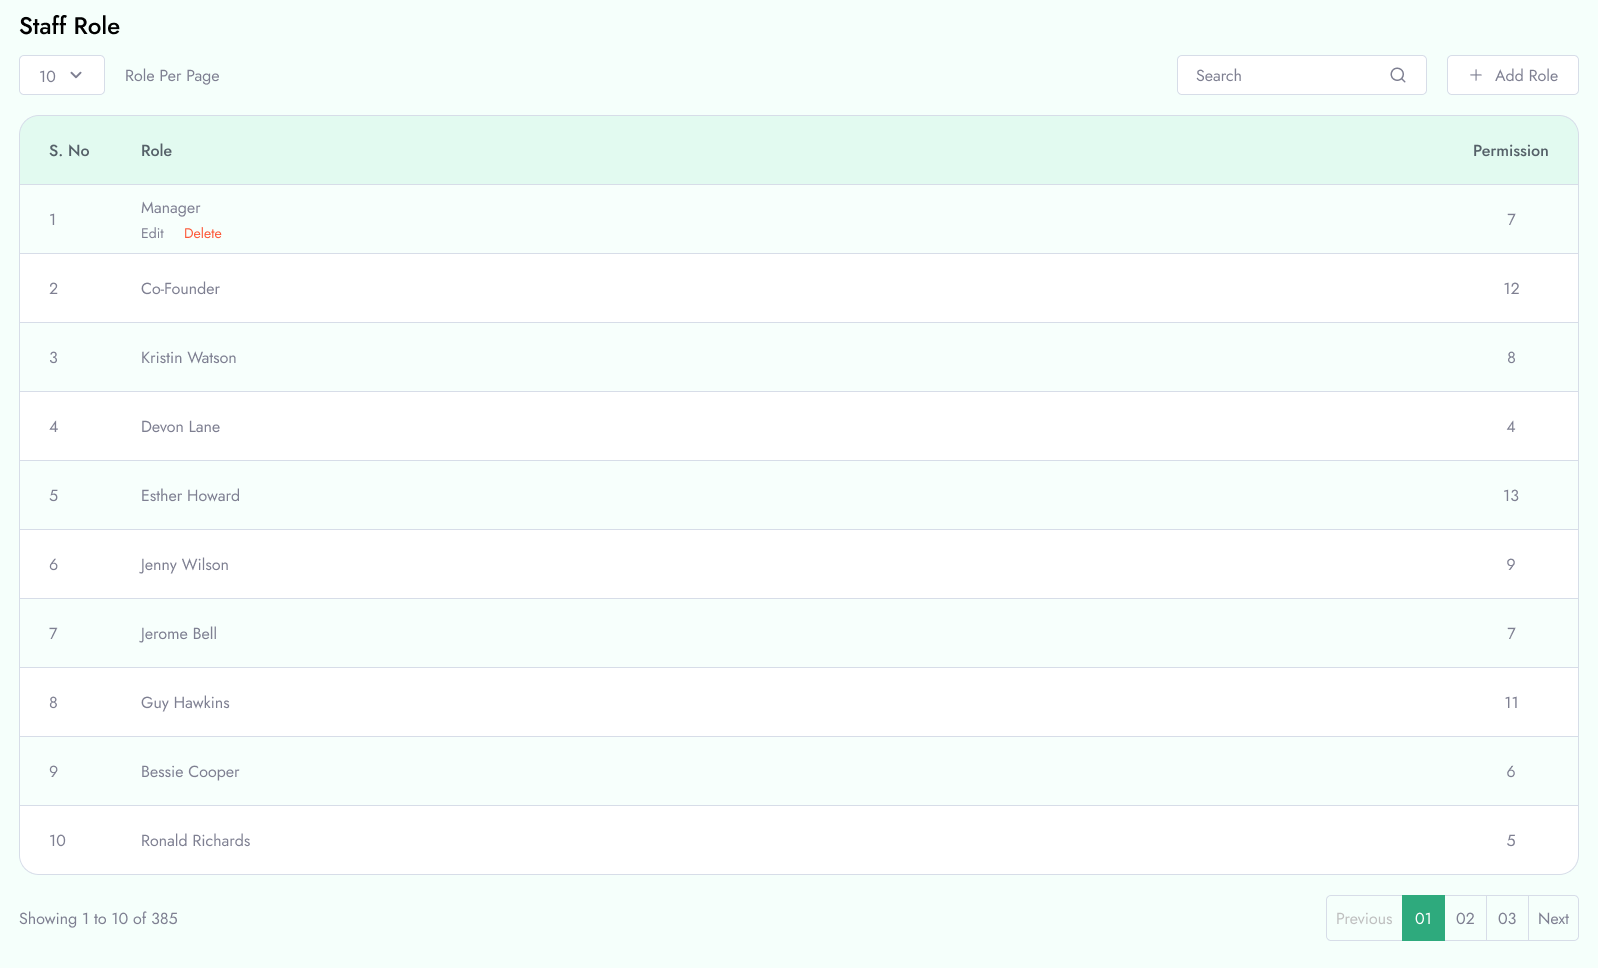 Staff Role
10 Role Per Page Search Add Role
S. No Role Permission
1 Manager 7
Edit Delete
2 Co-Founder 12
3 Kristin Watson 8
4 Devon Lane 4
5 Esther Howard 13
6 Jenny Wilson 9
7 Jerome Bell 7
8 Guy Hawkins 11
9 Bessie Cooper 6
10 Ronald Richards 5
Showing 1 to 10 of 385 Previous 01 02 03 Next